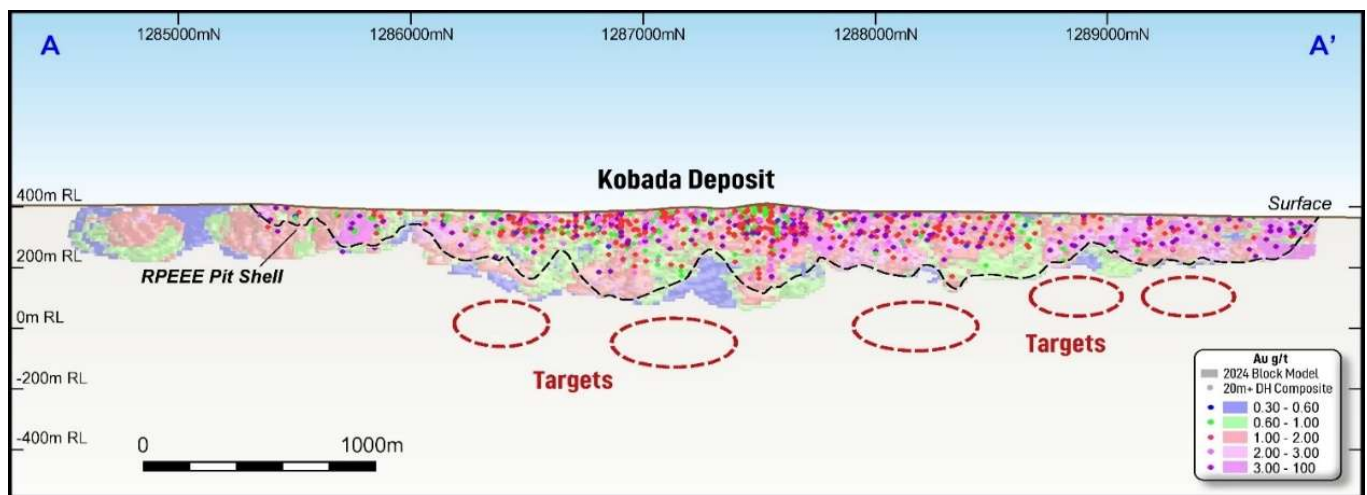 1285000mN
1286000mN
1287000mN
1288000mN
1289000mN
A
A'
Kobada Deposit
400m RL
Surface
200m RL
RPEEE Pit Shell
0m RL
Targets
Targets
-200m RL
-400m RL
0
1000m
Au g/t
2024 Block Model
20m+ DH Composite
0.30 - 0.60
0.60 - 1.00
1.00 - 2.00
2.00 - 3.00
3.00 - 100